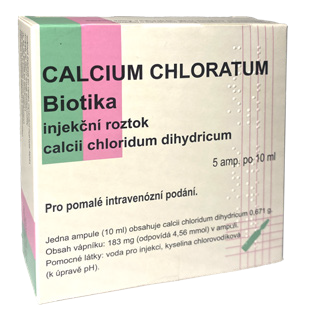 CALCIUM CHLORATUM
Biotika
injekční roztok
calcii chloridum dihydricum
5 amp. po 10 ml
Pro pomalé intravenózní podání.
Jedna ampule (10 ml) obsahuje calcii chloridum dihydricum 0,671 g.
Obsah vápníku: 183 mg (odpovídá 4,56 mmol) v ampuli.
Pomocné látky: voda pro injekci, kyselina chlorovodíková
(k úpravě pH).